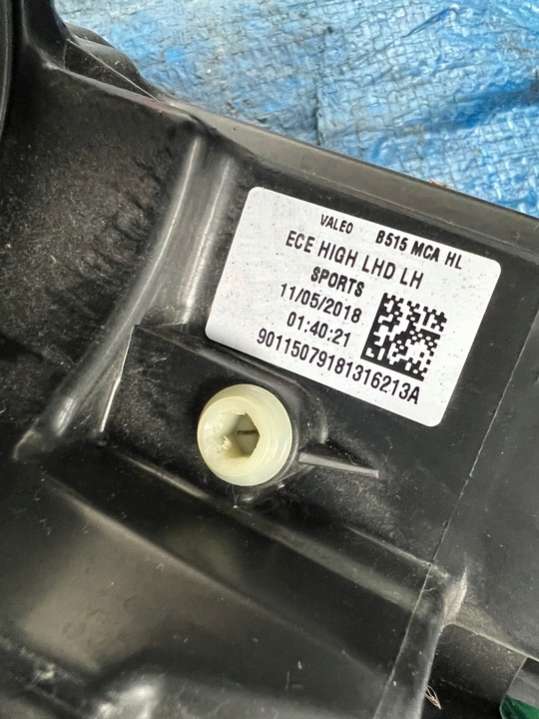 VALEO B515 MCA HL
ECE HIGH LHD LH
SPORTS
11/05/2018
01:40:21
90115079181316213A